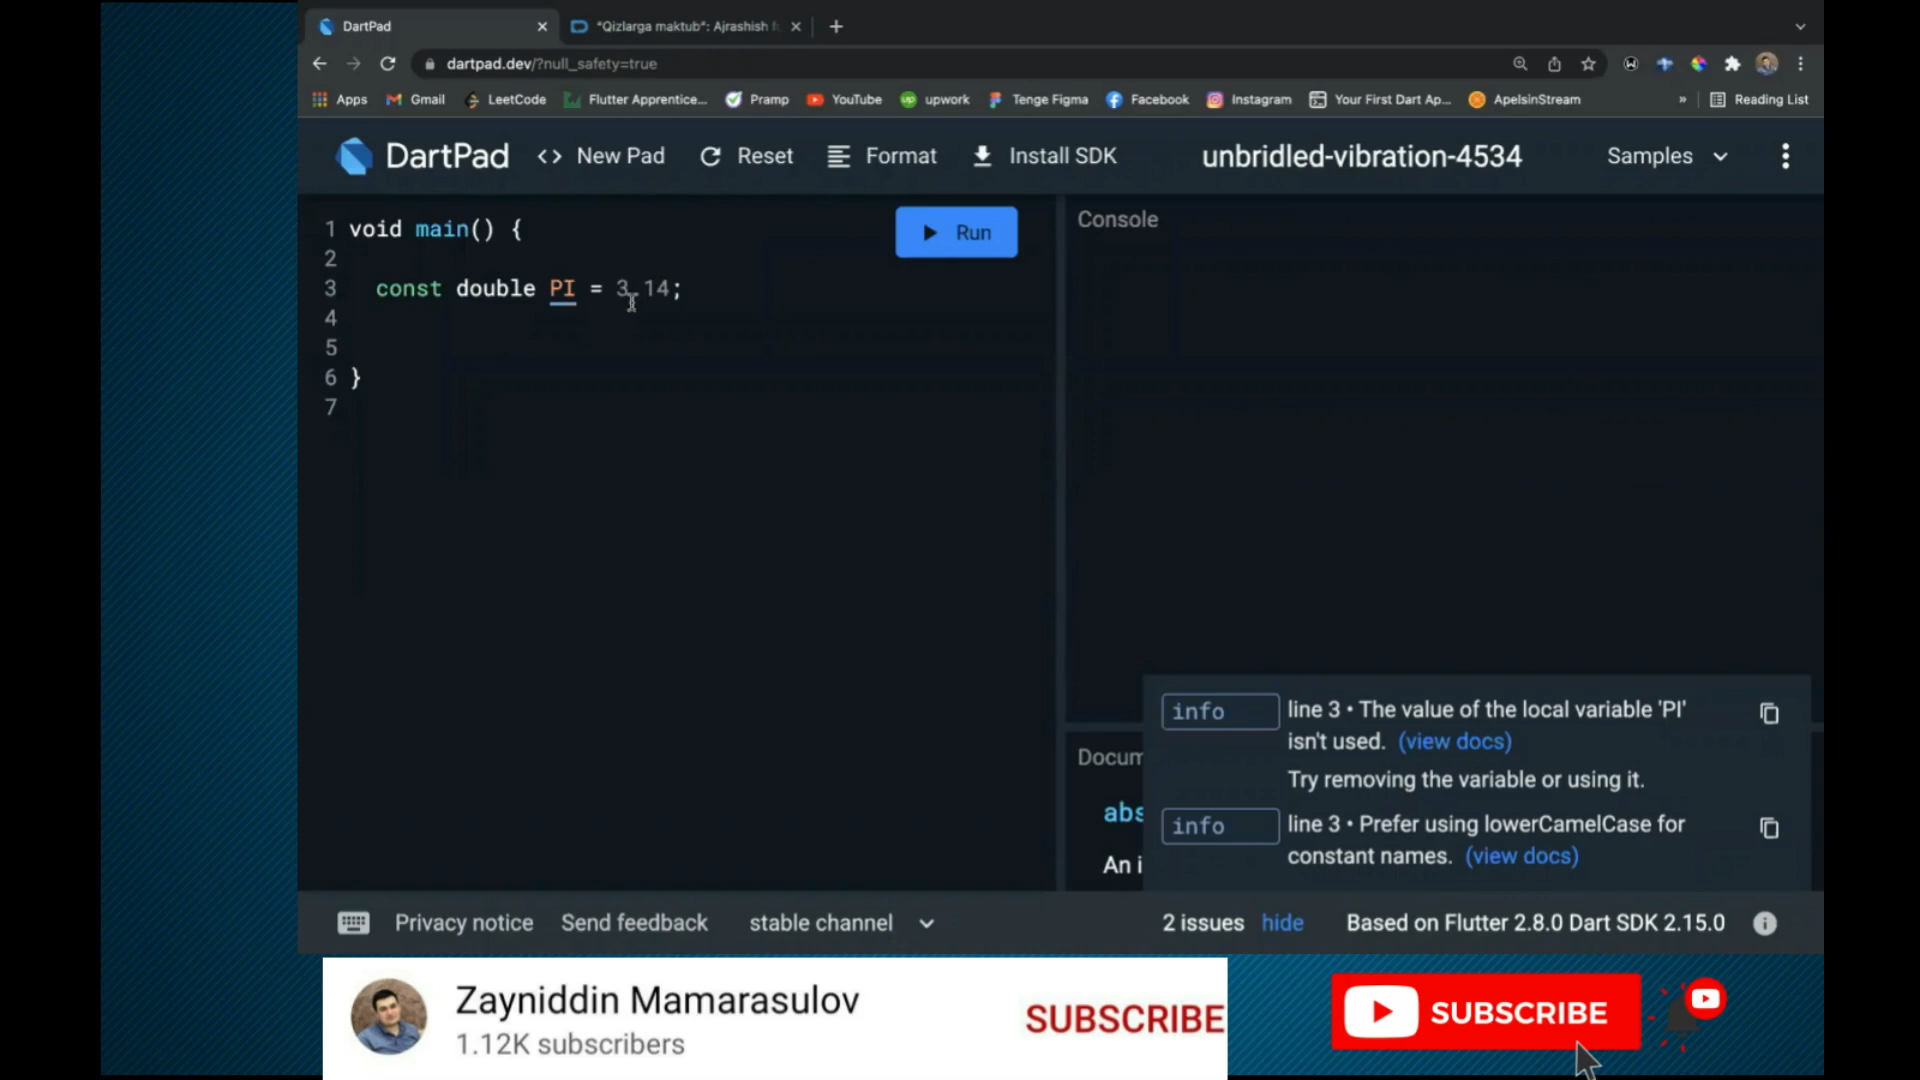 DartPad
"Qizlarga maktub": Ajrashish f
dartpad.dev/?null_safety=true
Apps Gmail LeetCode Flutter Apprentice... Pramp YouTube upwork Tenge Figma Facebook Instagram Your First Dart Ap... ApelsinStream » Reading List
DartPad <> New Pad Reset Format Install SDK unbridled-vibration-4534 Samples
Run
Console
1 void main() {
2
3 const double PI = 3.14;
4
5
6 }
7
info line 3 • The value of the local variable 'PI'
isn't used. (view docs)
Try removing the variable or using it.
info line 3 • Prefer using lowerCamelCase for
constant names. (view docs)
Docum
abs
An i
Privacy notice Send feedback stable channel 2 issues hide Based on Flutter 2.8.0 Dart SDK 2.15.0
Zayniddin Mamarasulov
1.12K subscribers
SUBSCRIBE
SUBSCRIBE